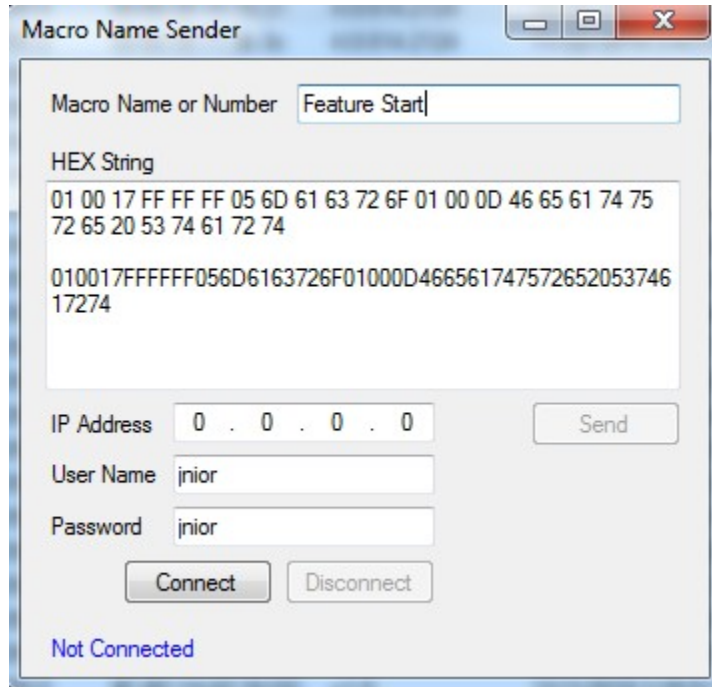 Macro Name Sender
Macro Name or Number Feature Start
HEX String
01 00 17 FF FF FF 05 6D 61 63 72 6F 01 00 0D 46 65 61 74 75
72 65 20 53 74 61 72 74
010017FFFFFF056D6163726F01000D466561747572652053746
17274
IP Address 0 . 0 . 0 . 0 Send
User Name jnior
Password jnior
Connect Disconnect
Not Connected